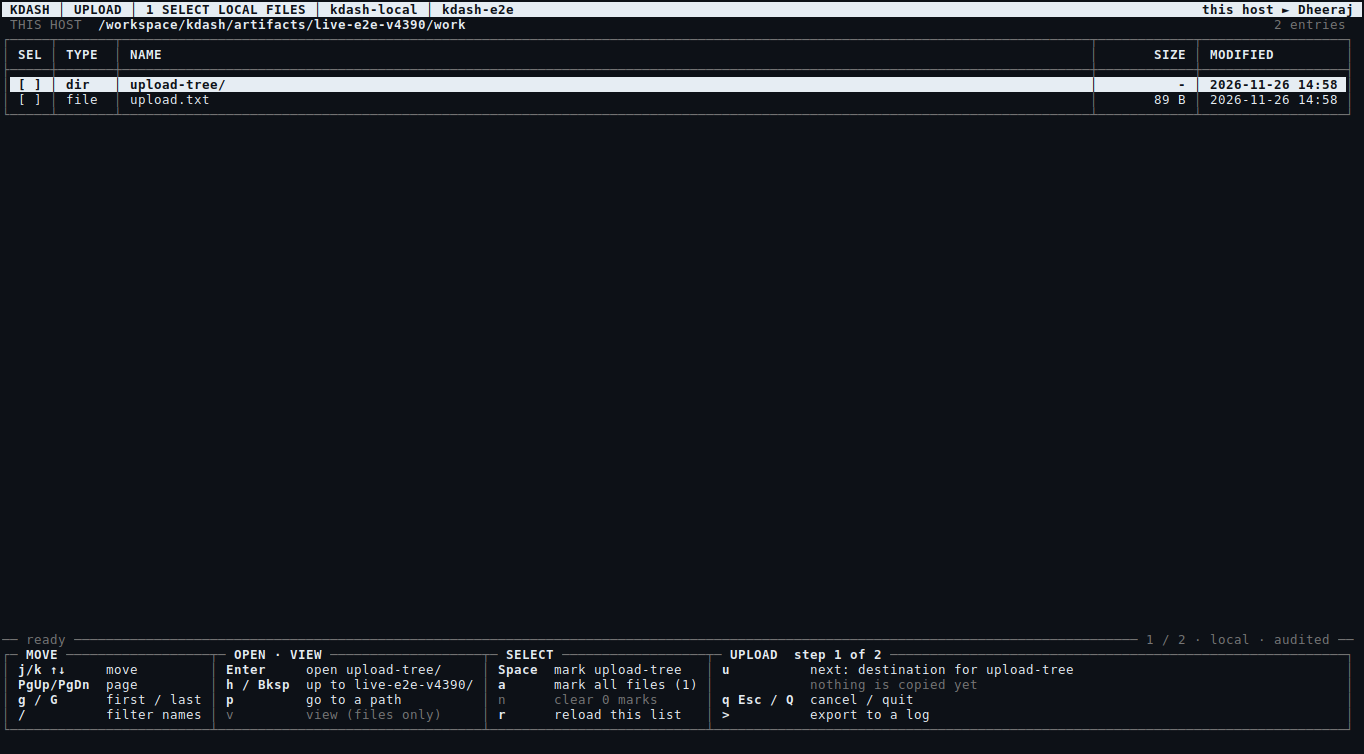 KDASH │ UPLOAD │ 1 SELECT LOCAL FILES │ kdash-local │ kdash-e2e this host ► Dheeraj
THIS HOST /workspace/kdash/artifacts/live-e2e-v4390/work 2 entries
SEL │ TYPE │ NAME │ SIZE │ MODIFIED
[ ] │ dir │ upload-tree/ │ - │ 2026-11-26 14:58
[ ] │ file │ upload.txt │ 89 B │ 2026-11-26 14:58
ready 1 / 2 · local · audited
MOVE OPEN · VIEW SELECT UPLOAD step 1 of 2
j/k ↑↓ move │ Enter open upload-tree/ │ Space mark upload-tree │ u next: destination for upload-tree
PgUp/PgDn page │ h / Bksp up to live-e2e-v4390/ │ a mark all files (1) │ nothing is copied yet
g / G first / last │ p go to a path │ n clear 0 marks │ q Esc / Q cancel / quit
/ filter names │ v view (files only) │ r reload this list │ > export to a log